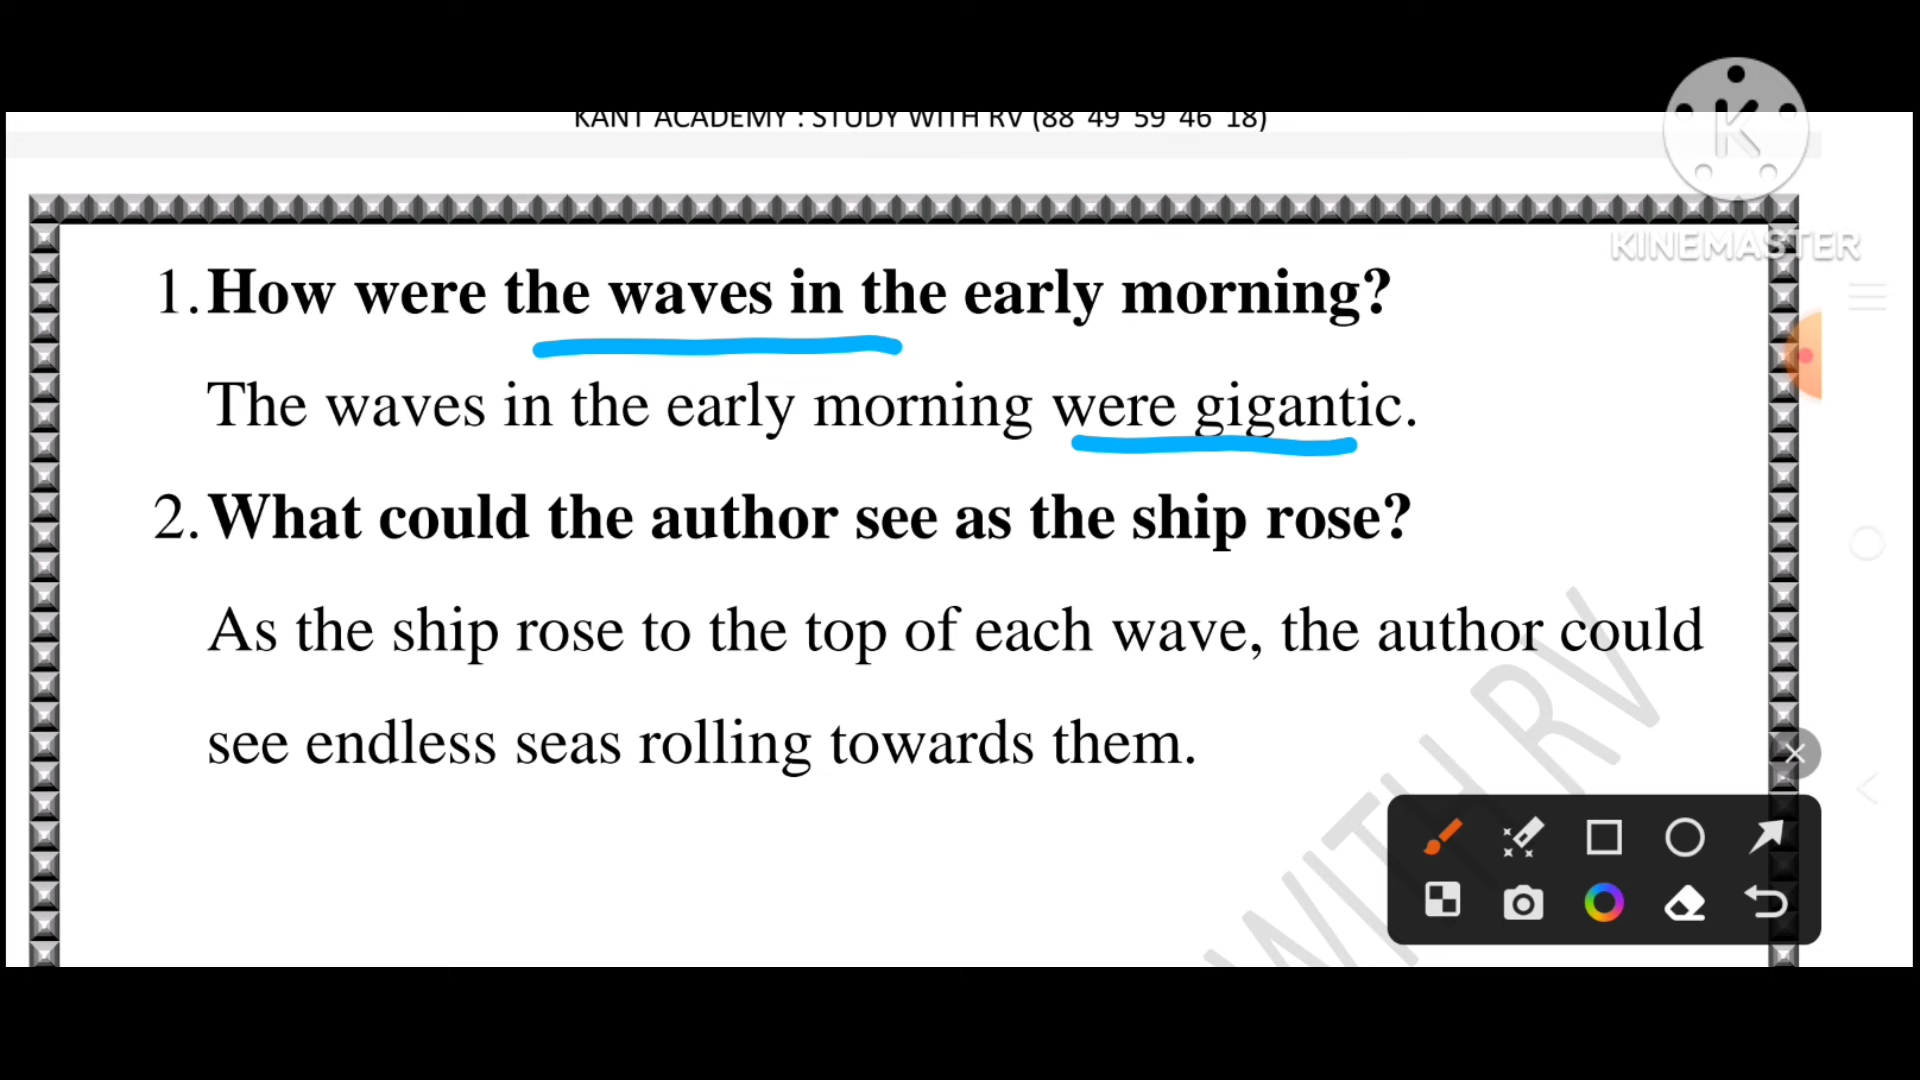 KANT ACADEMY : STUDY WITH RV (88 49 59 46 18)
KINEMASTER
1. How were the waves in the early morning?
The waves in the early morning were gigantic.
2. What could the author see as the ship rose?
As the ship rose to the top of each wave, the author could
see endless seas rolling towards them.
WITH RV